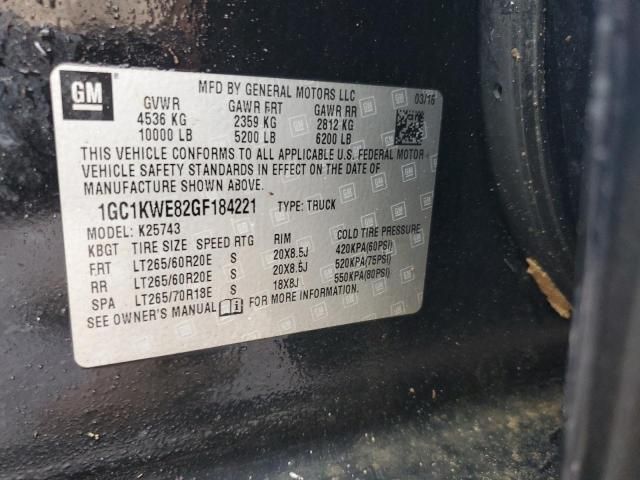 GM
MFD BY GENERAL MOTORS LLC
GVWR GAWR FRT GAWR RR 03/16
4536 KG 2359 KG 2812 KG
10000 LB 5200 LB 6200 LB
THIS VEHICLE CONFORMS TO ALL APPLICABLE U.S. FEDERAL MOTOR
VEHICLE SAFETY STANDARDS IN EFFECT ON THE DATE OF
MANUFACTURE SHOWN ABOVE.
1GC1KWE82GF184221 TYPE: TRUCK
MODEL: K25743
KBGT TIRE SIZE SPEED RTG RIM COLD TIRE PRESSURE
FRT LT265/60R20E S 20X8.5J 420KPA(60PSI)
RR LT265/60R20E S 20X8.5J 520KPA(75PSI)
SPA LT265/70R18E S 18X8J 550KPA(80PSI)
SEE OWNER'S MANUAL FOR MORE INFORMATION.